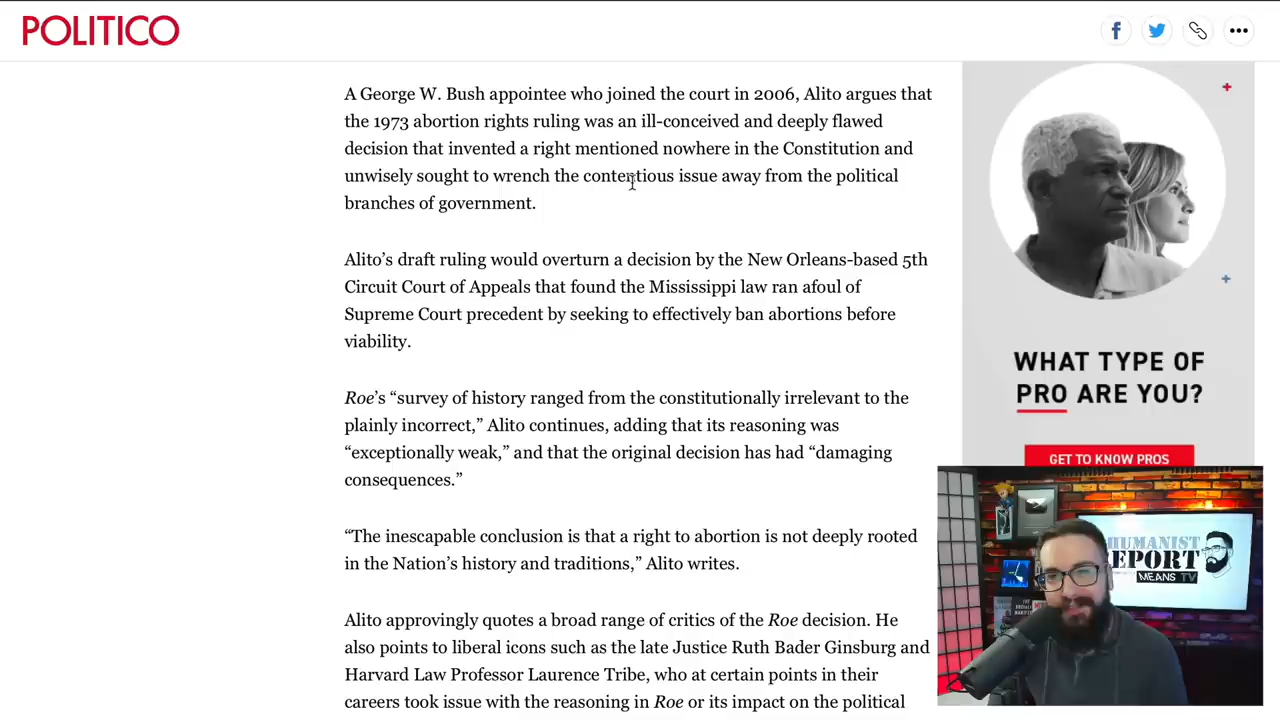 POLITICO
A George W. Bush appointee who joined the court in 2006, Alito argues that
the 1973 abortion rights ruling was an ill-conceived and deeply flawed
decision that invented a right mentioned nowhere in the Constitution and
unwisely sought to wrench the contentious issue away from the political
branches of government.
Alito’s draft ruling would overturn a decision by the New Orleans-based 5th
Circuit Court of Appeals that found the Mississippi law ran afoul of
Supreme Court precedent by seeking to effectively ban abortions before
viability.
Roe’s “survey of history ranged from the constitutionally irrelevant to the
plainly incorrect,” Alito continues, adding that its reasoning was
“exceptionally weak,” and that the original decision has had “damaging
consequences.”
“The inescapable conclusion is that a right to abortion is not deeply rooted
in the Nation’s history and traditions,” Alito writes.
Alito approvingly quotes a broad range of critics of the Roe decision. He
also points to liberal icons such as the late Justice Ruth Bader Ginsburg and
Harvard Law Professor Laurence Tribe, who at certain points in their
careers took issue with the reasoning in Roe or its impact on the political
WHAT TYPE OF
PRO ARE YOU?
GET TO KNOW PROS
HUMANIST
REPORT
MEANS TV